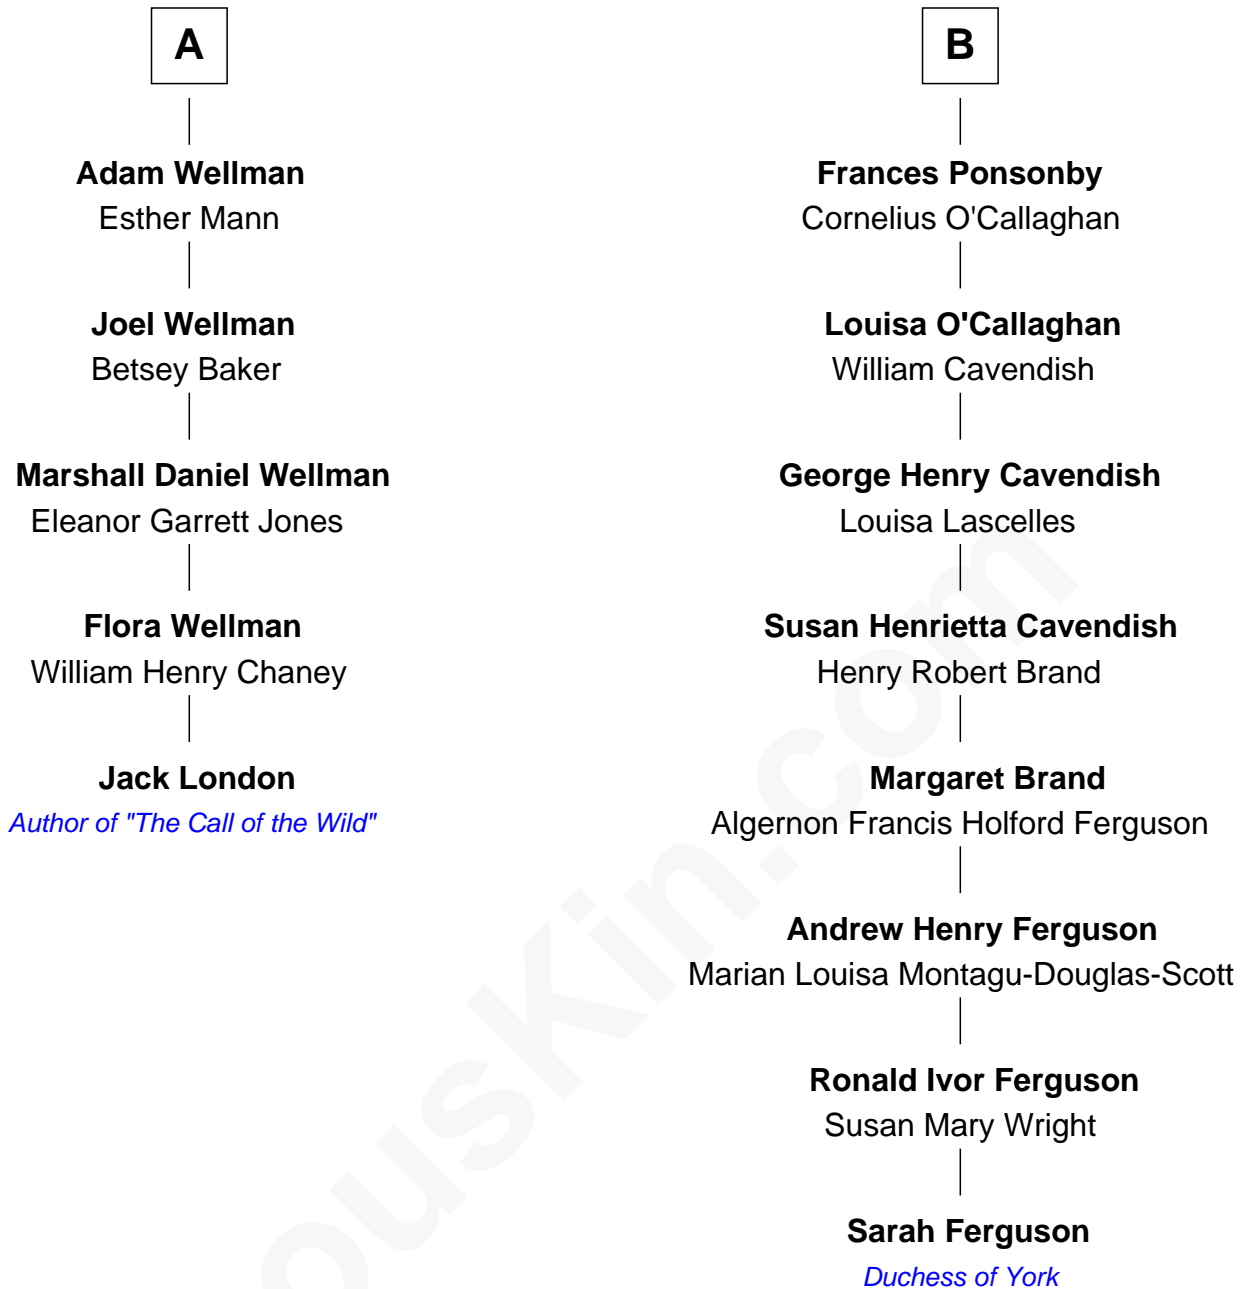 A
Adam Wellman
Esther Mann
Joel Wellman
Betsey Baker
Marshall Daniel Wellman
Eleanor Garrett Jones
Flora Wellman
William Henry Chaney
Jack London
Author of "The Call of the Wild"
B
Frances Ponsonby
Cornelius O'Callaghan
Louisa O'Callaghan
William Cavendish
George Henry Cavendish
Louisa Lascelles
Susan Henrietta Cavendish
Henry Robert Brand
Margaret Brand
Algernon Francis Holford Ferguson
Andrew Henry Ferguson
Marian Louisa Montagu-Douglas-Scott
Ronald Ivor Ferguson
Susan Mary Wright
Sarah Ferguson
Duchess of York
ousKin.com